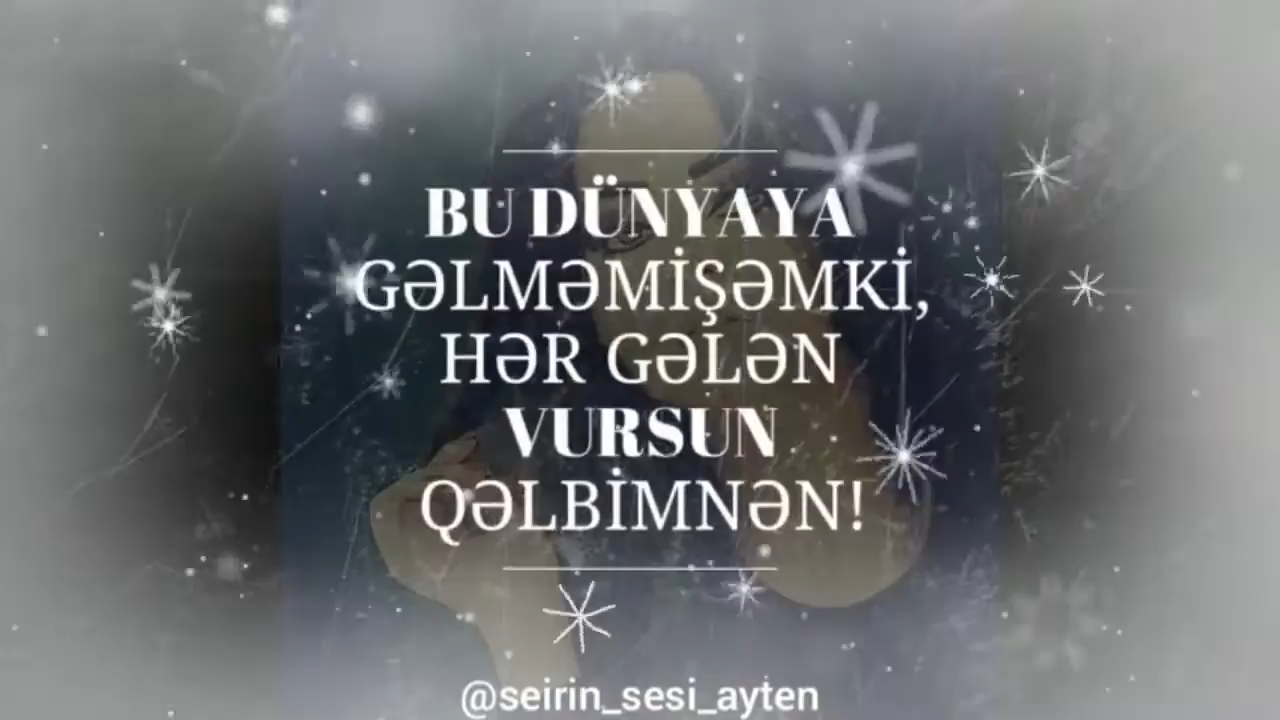 BU DÜNYAYA
GƏLMƏMİŞƏMKİ,
HƏR GƏLƏN
VURSUN
QƏLBİMNƏN!
@seirin_sesi_ayten